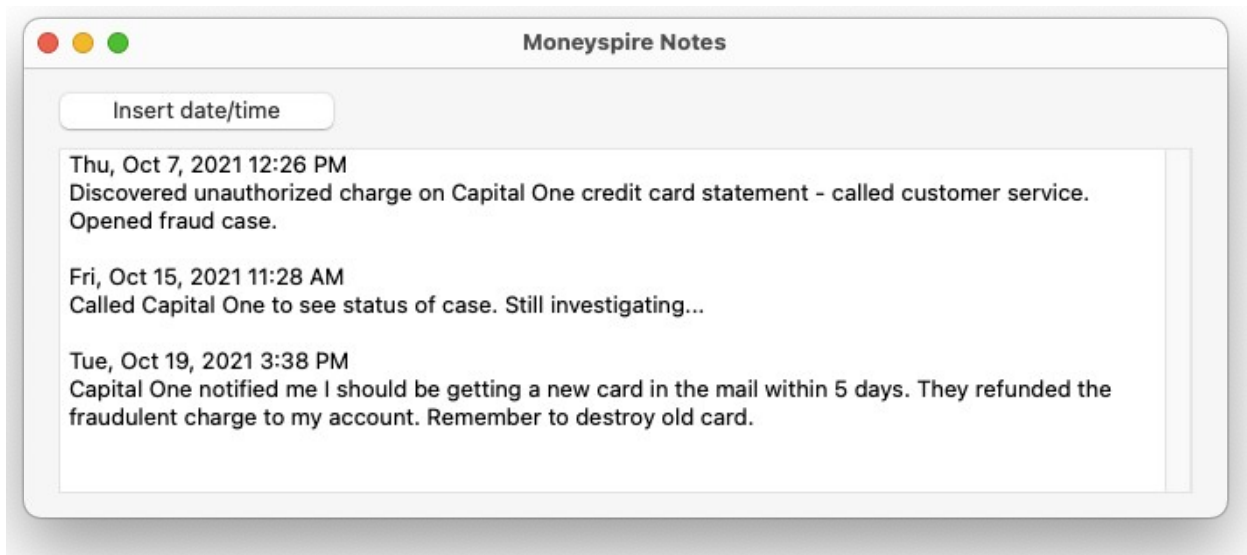 Moneyspire Notes
Insert date/time
Thu, Oct 7, 2021 12:26 PM
Discovered unauthorized charge on Capital One credit card statement - called customer service.
Opened fraud case.
Fri, Oct 15, 2021 11:28 AM
Called Capital One to see status of case. Still investigating...
Tue, Oct 19, 2021 3:38 PM
Capital One notified me I should be getting a new card in the mail within 5 days. They refunded the
fraudulent charge to my account. Remember to destroy old card.